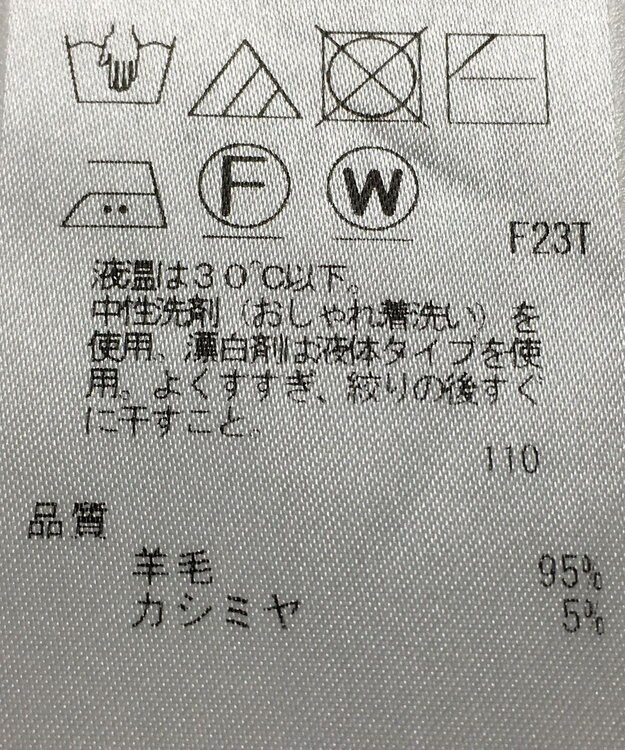 F
W
F23T
液温は30℃以下。
中性洗剤(おしゃれ着洗い)を
使用、漂白剤は液体タイプを使
用。よくすすぎ、絞りの後すぐ
に干すこと。
110
品質
羊毛 95%
カシミヤ 5%